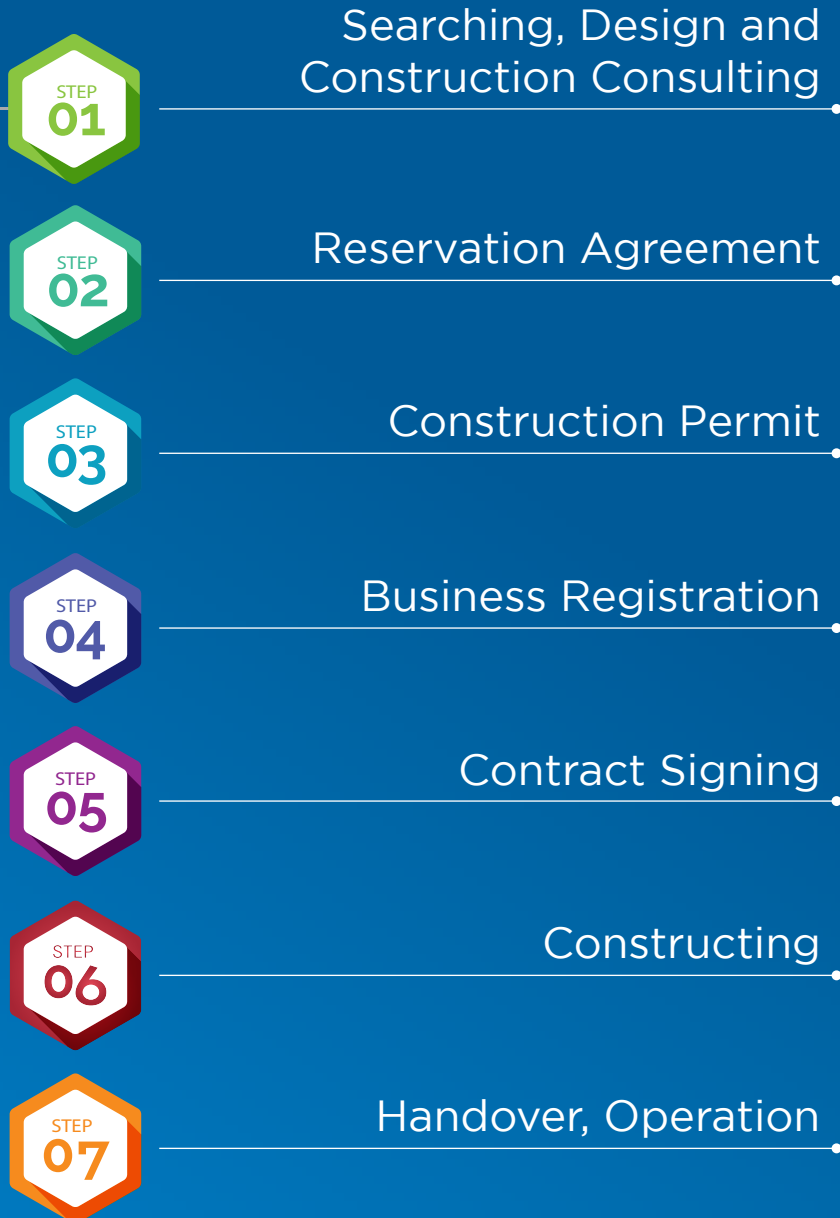 Searching, Design and
Construction Consulting
STEP
01
Reservation Agreement
STEP
02
Construction Permit
STEP
03
Business Registration
STEP
04
Contract Signing
STEP
05
Constructing
STEP
06
Handover, Operation
STEP
07